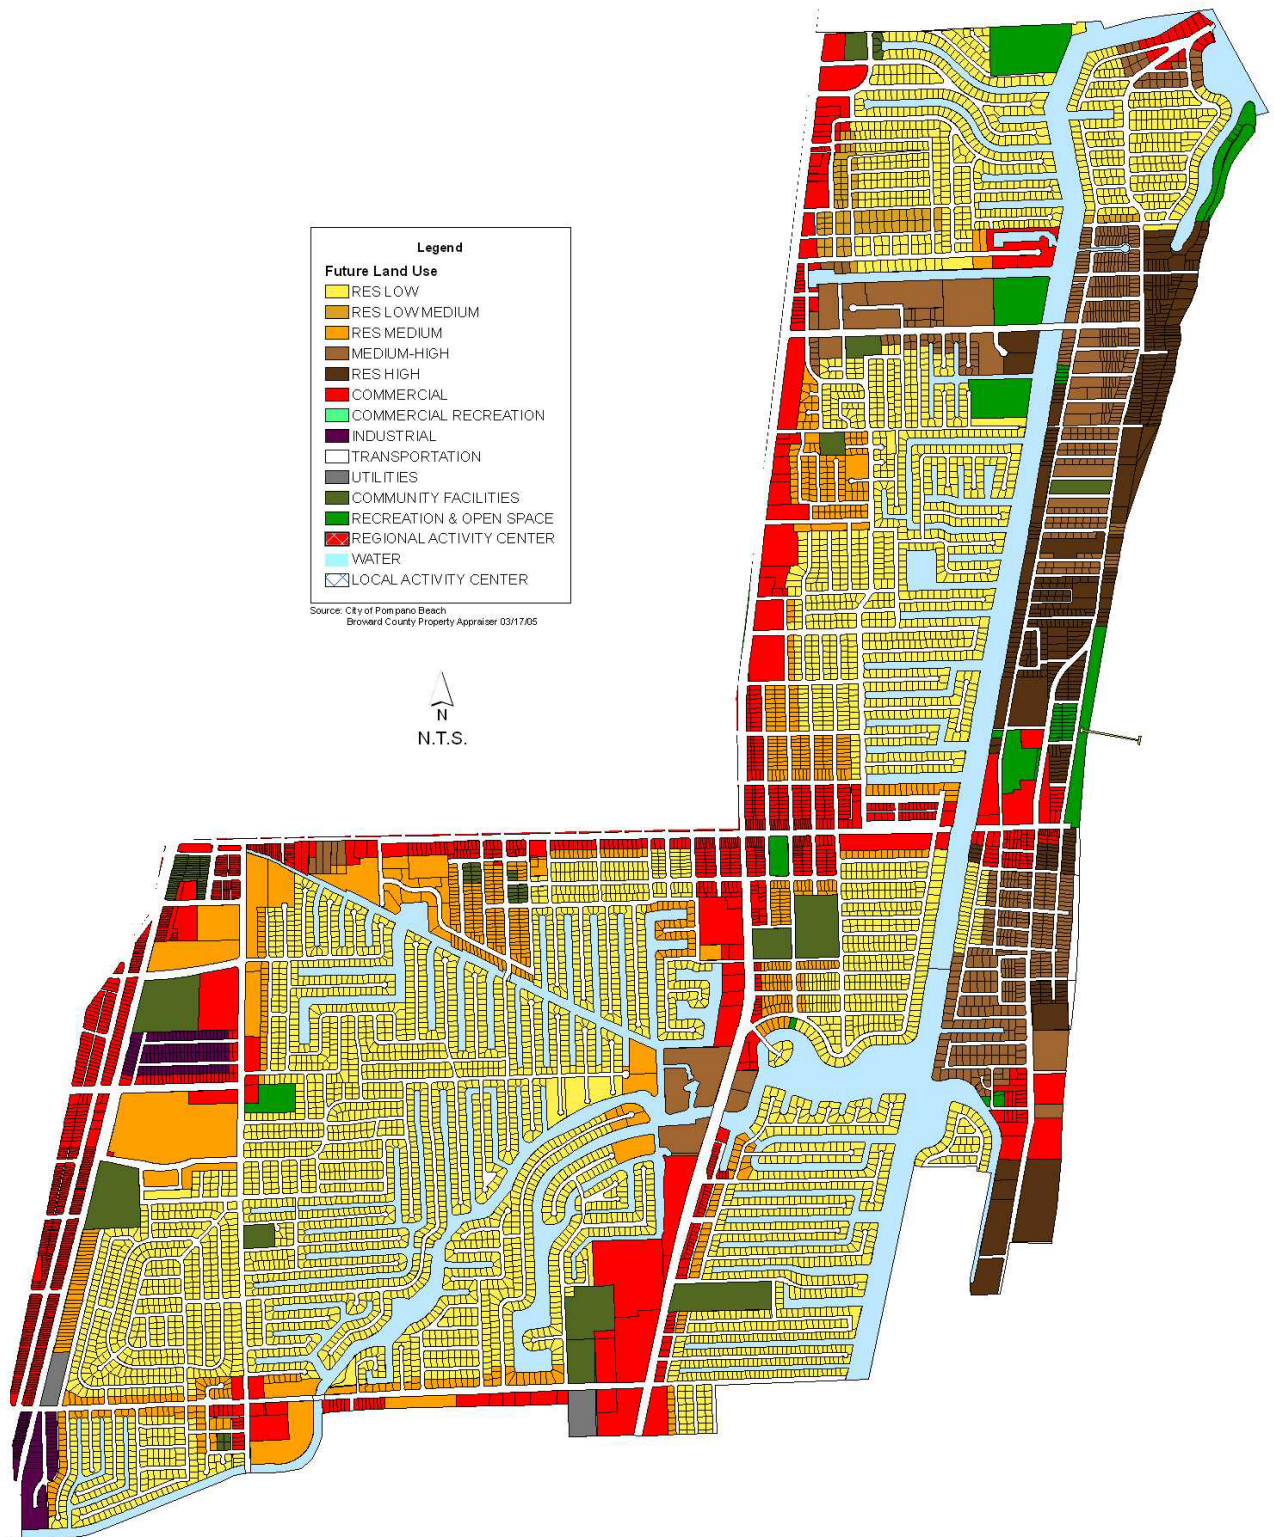 Legend
Future Land Use
RES LOW
RES LOW MEDIUM
RES MEDIUM
MEDIUM-HIGH
RES HIGH
COMMERCIAL
COMMERCIAL RECREATION
INDUSTRIAL
TRANSPORTATION
UTILITIES
COMMUNITY FACILITIES
RECREATION & OPEN SPACE
REGIONAL ACTIVITY CENTER
WATER
LOCAL ACTIVITY CENTER
Source: City of Pompano Beach
Broward County Property Appraiser 03/17/05
N
N.T.S.